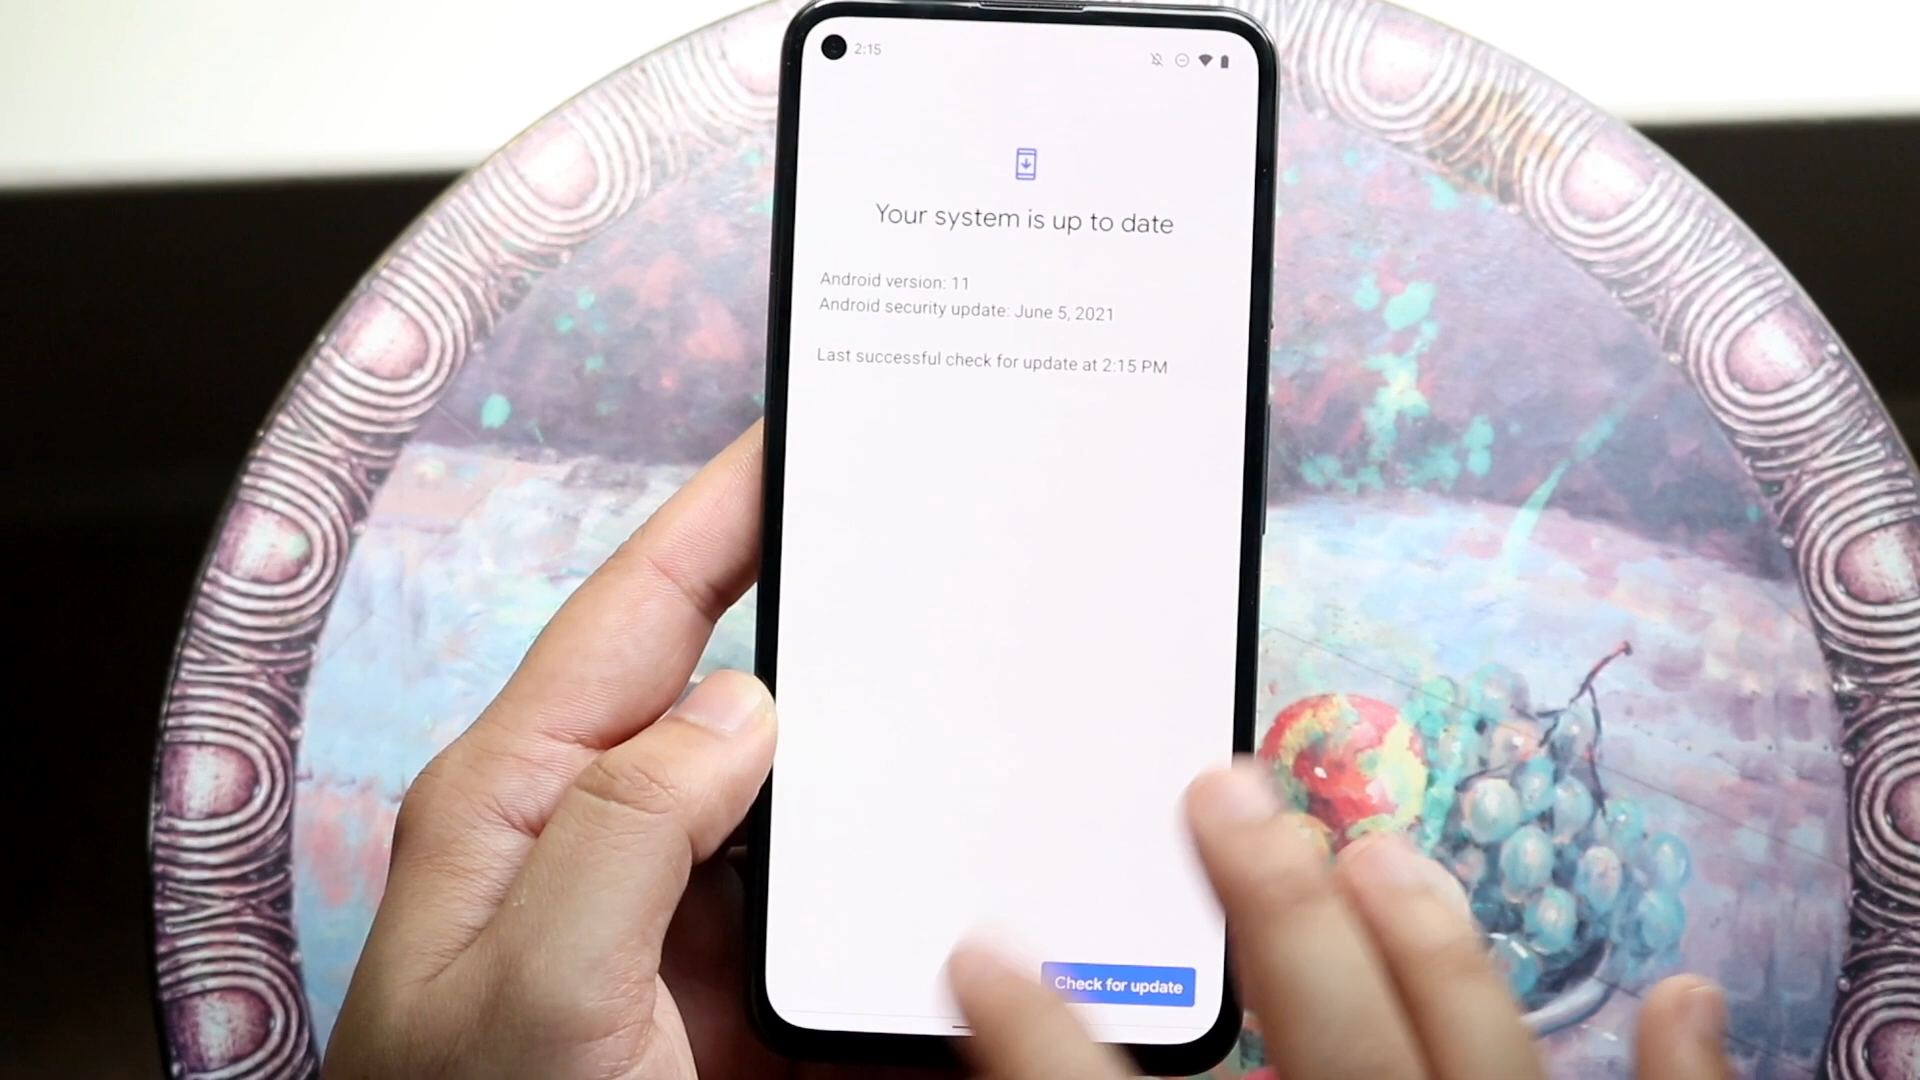 2:15
Your system is up to date
Android version: 11
Android security update: June 5, 2021
Last successful check for update at 2:15 PM
Check for update